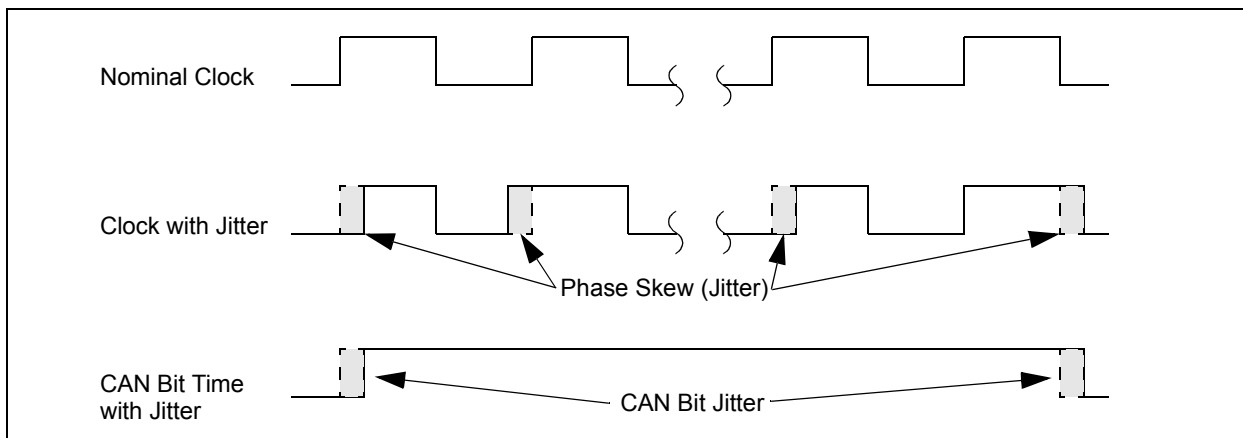 Nominal Clock
Clock with Jitter
Phase Skew (Jitter)
CAN Bit Time
with Jitter
CAN Bit Jitter